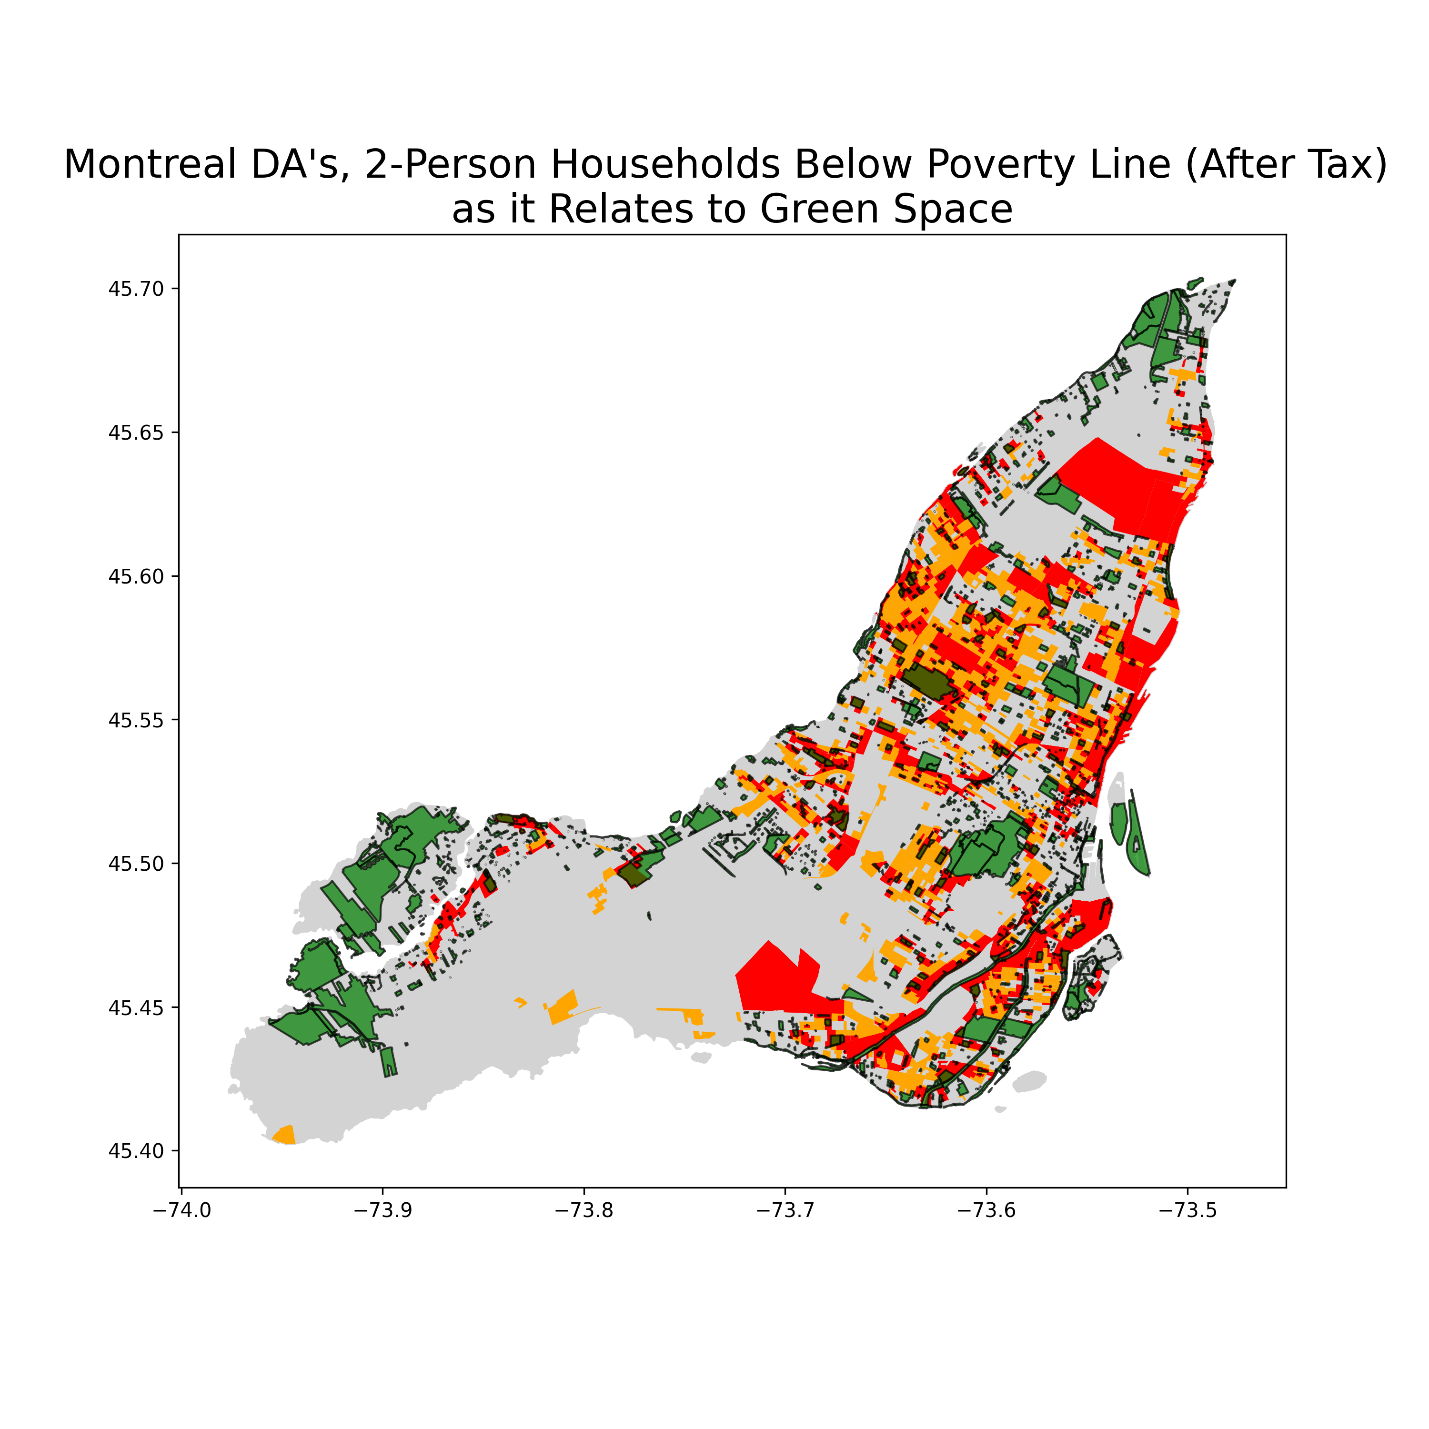 Montreal DA's, 2-Person Households Below Poverty Line (After Tax)
as it Relates to Green Space
45.70
45.65
45.60
45.55
45.50
45.45
45.40
−74.0 −73.9 −73.8 −73.7 −73.6 −73.5